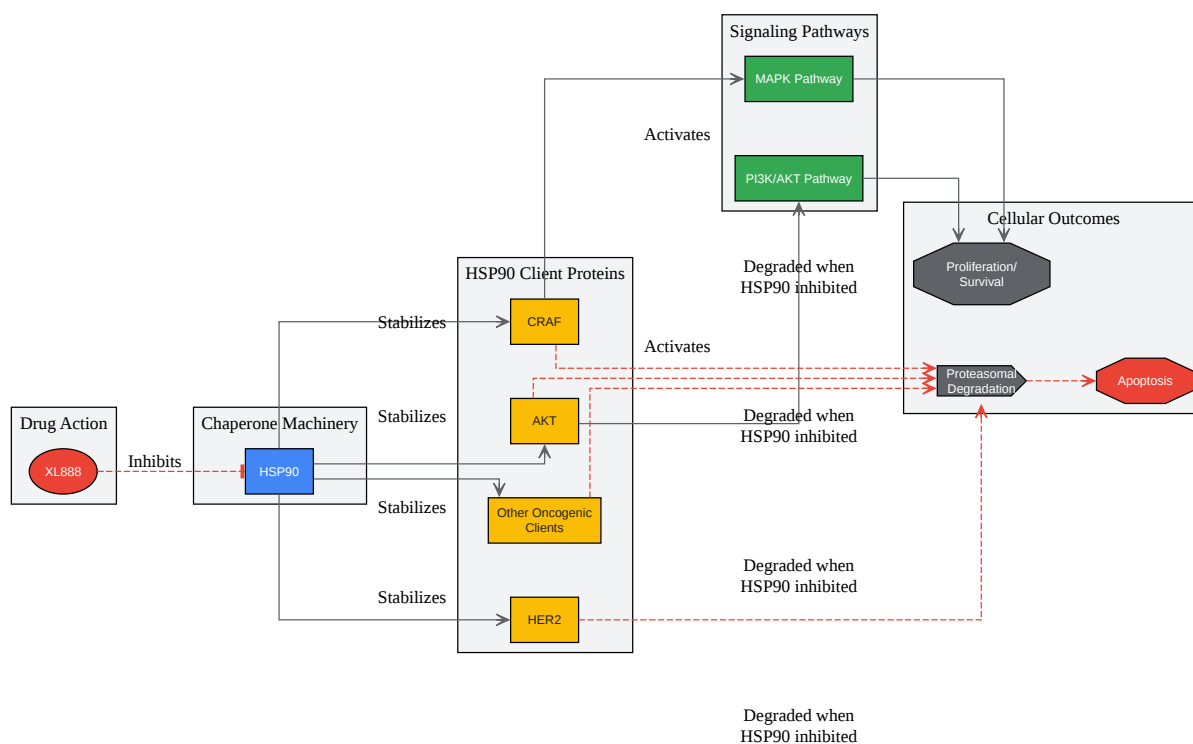 Signaling Pathways
MAPK Pathway
Activates
PI3K/AKT Pathway
Cellular Outcomes
Proliferation/
Survival
Degraded when
HSP90 inhibited
HSP90 Client Proteins
Stabilizes
CRAF
Activates
Proteasomal
Degradation
Apoptosis
Drug Action
XL888
Inhibits
Chaperone Machinery
HSP90
Stabilizes
AKT
Degraded when
HSP90 inhibited
Stabilizes
Other Oncogenic
Clients
Degraded when
HSP90 inhibited
Stabilizes
HER2
Degraded when
HSP90 inhibited